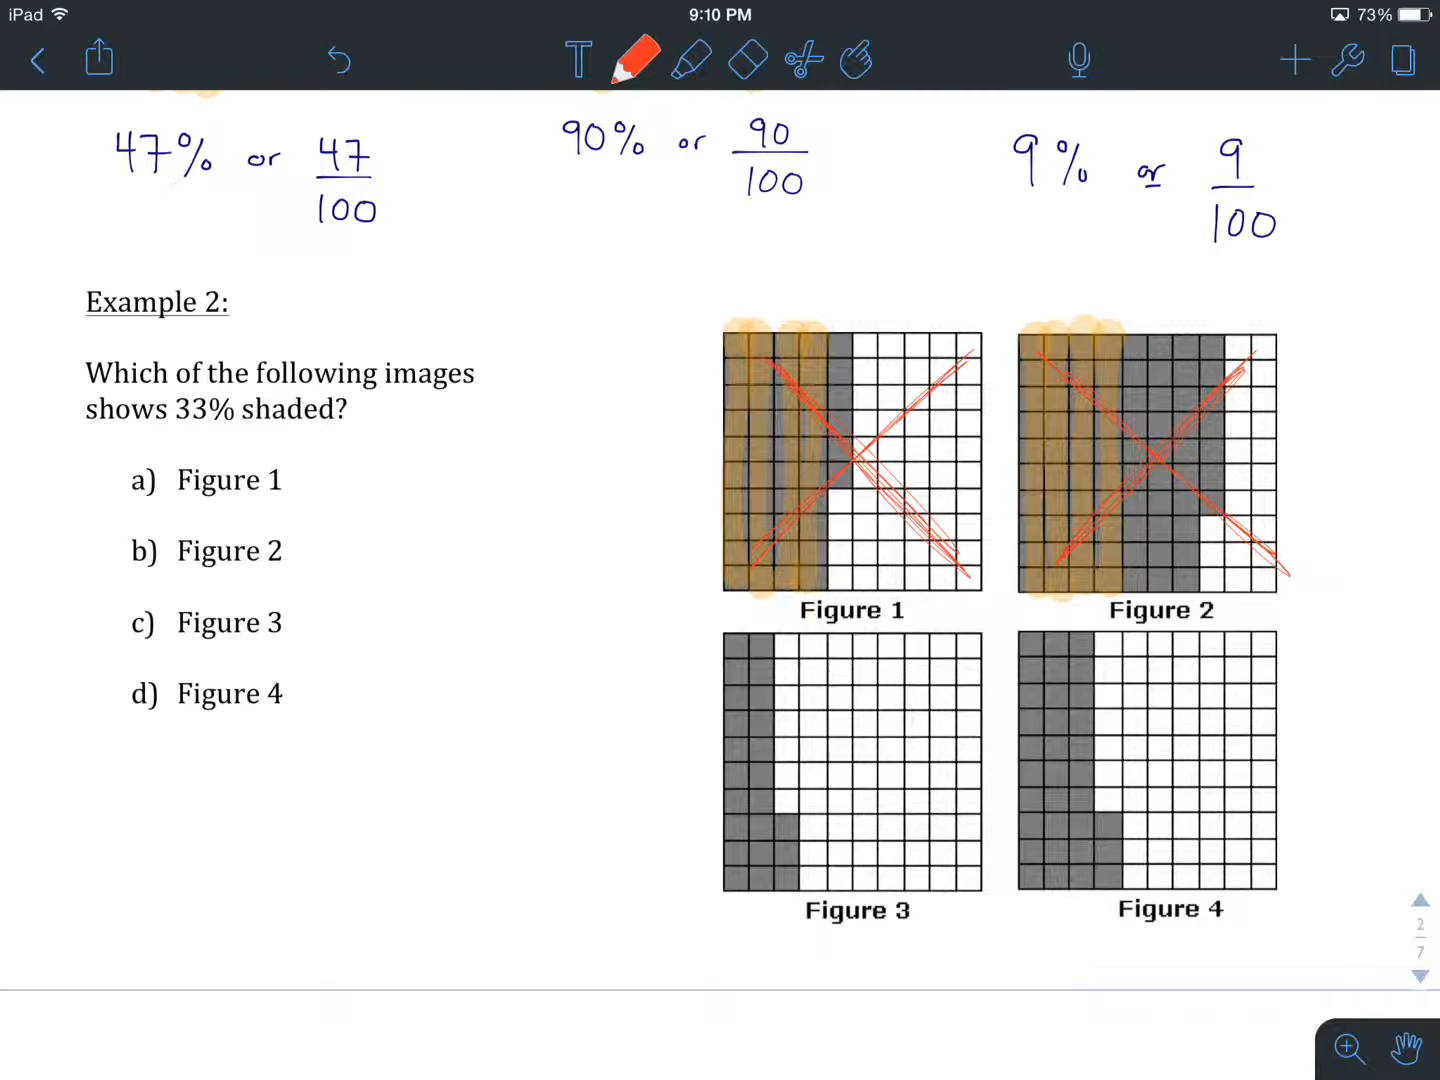 iPad
9:10 PM
73%
T
47% or 47/100
90% or 90/100
9% or 9/100
Example 2:
Which of the following images
shows 33% shaded?
a) Figure 1
b) Figure 2
c) Figure 3
d) Figure 4
Figure 1
Figure 2
Figure 3
Figure 4
2
7